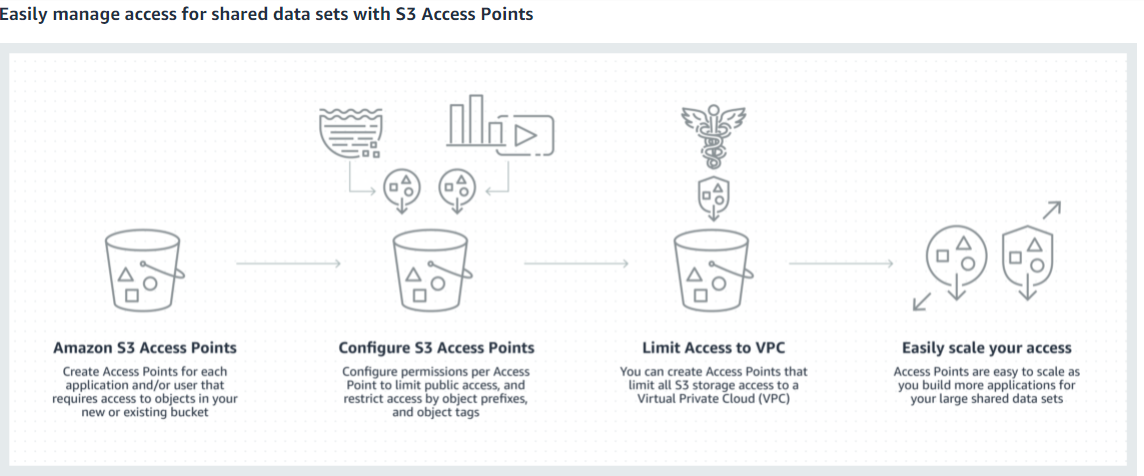 Easily manage access for shared data sets with S3 Access Points
Amazon S3 Access Points
Create Access Points for each
application and/or user that
requires access to objects in your
new or existing bucket
Configure S3 Access Points
Configure permissions per Access
Point to limit public access, and
restrict access by object prefixes,
and object tags
Limit Access to VPC
You can create Access Points that
limit all S3 storage access to a
Virtual Private Cloud (VPC)
Easily scale your access
Access Points are easy to scale as
you build more applications for
your large shared data sets